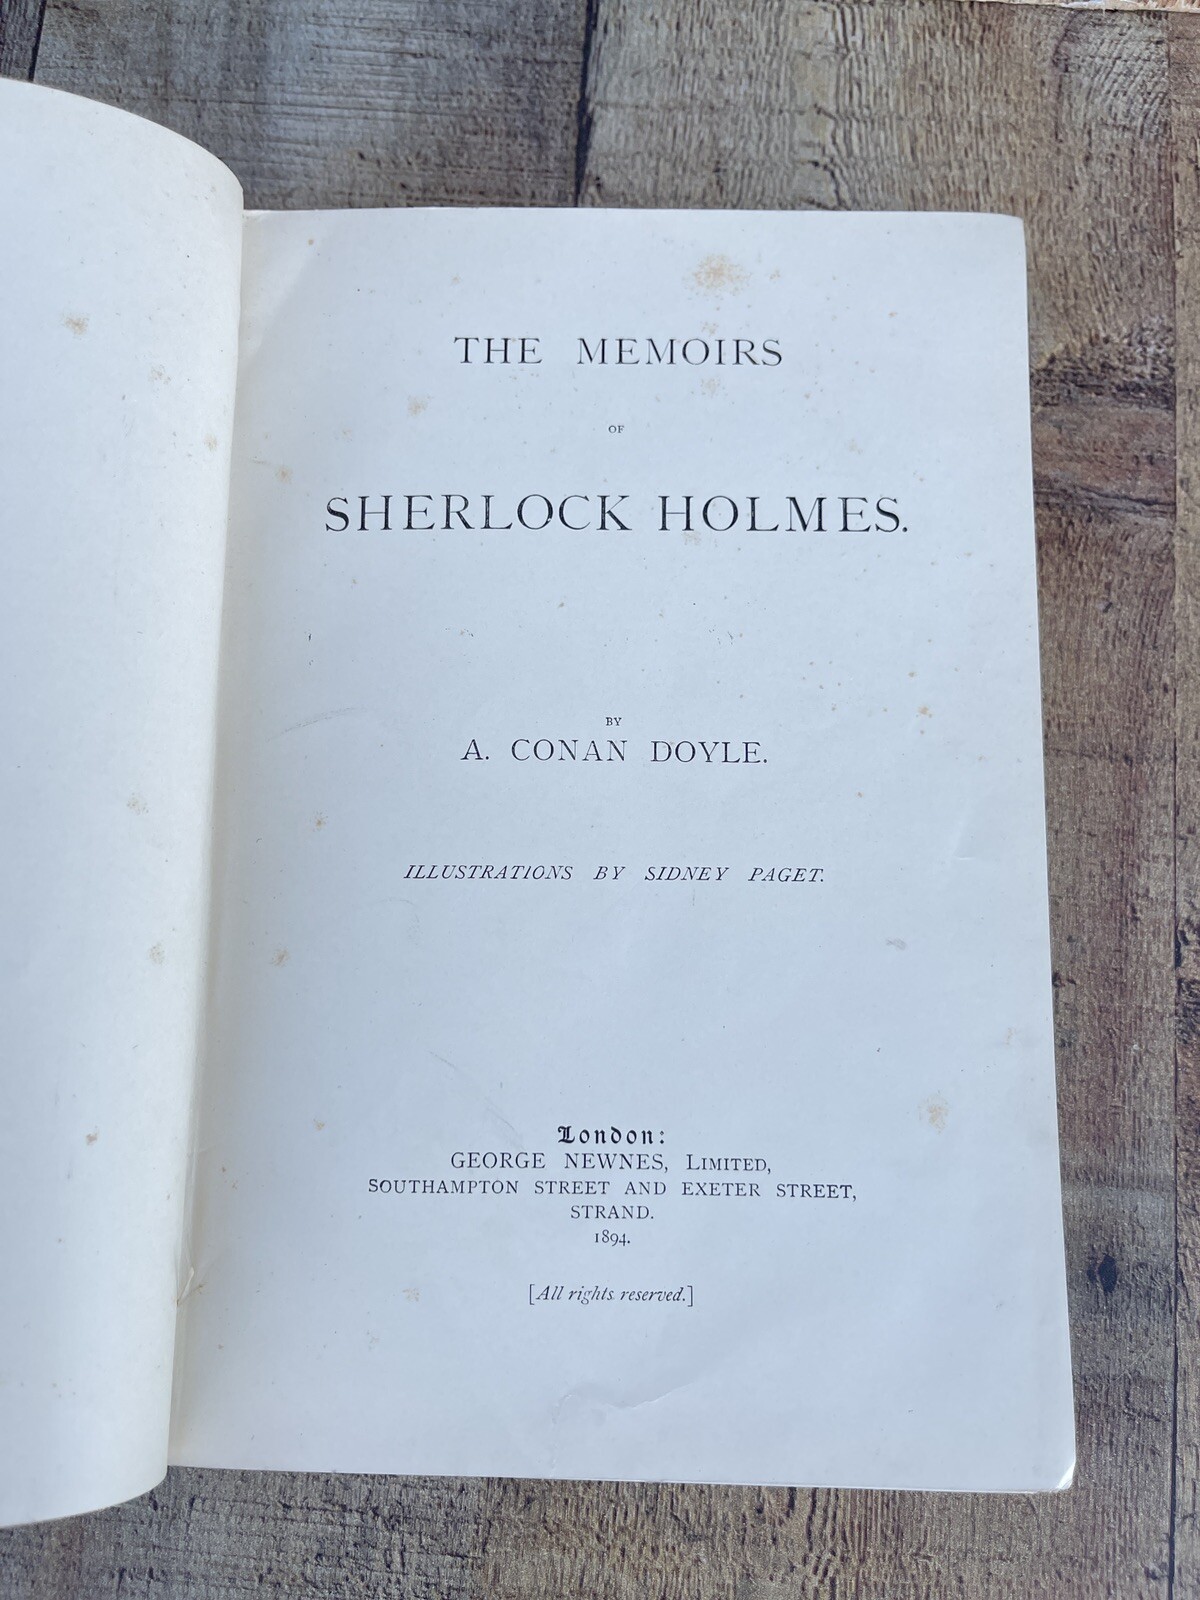 THE MEMOIRS
OF
SHERLOCK HOLMES.
BY
A. CONAN DOYLE.
ILLUSTRATIONS BY SIDNEY PAGET.
London:
GEORGE NEWNES, LIMITED,
SOUTHAMPTON STREET AND EXETER STREET,
STRAND.
1894.
[All rights reserved.]